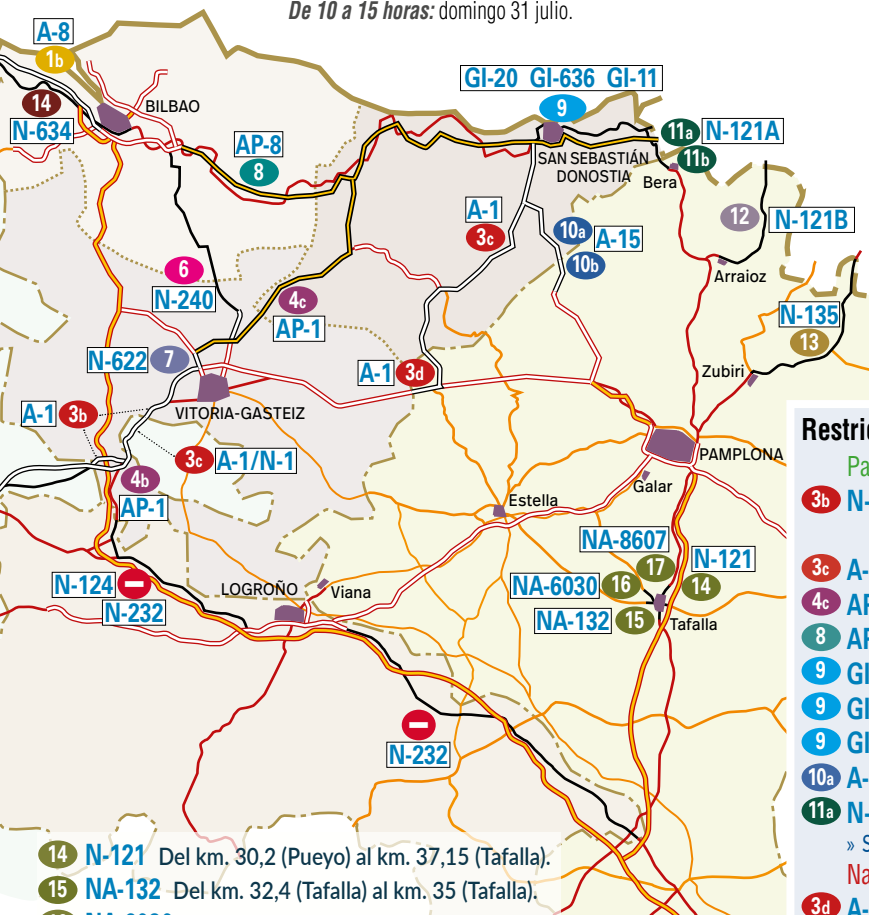 De 10 a 15 horas: domingo 31 julio.
A-8
1b
14
BILBAO
N-634
GI-20 GI-636 GI-11
9
AP-8
8
11a N-121A
SAN SEBASTIÁN
DONOSTIA
11b
Bera
A-1
3c
12
N-121B
10a A-15
10b
6
N-240
Arraioz
4c
AP-1
N-135
13
N-622 7
A-1 3d
Zubiri
A-1 3b
VITORIA-GASTEIZ
3c A-1/N-1
4b
AP-1
PAMPLONA
Galar
Estella
NA-8607
17
N-121
14
NA-6030 16
NA-132 15
Tafalla
N-124
N-232
LOGROÑO
Viana
N-232
14 N-121 Del km. 30,2 (Pueyo) al km. 37,15 (Tafalla).
15 NA-132 Del km. 32,4 (Tafalla) al km. 35 (Tafalla).
3b N-
3c A-
4c
8
9 GI
9 GI
9 GI
10a A-
11a N-
3d A-